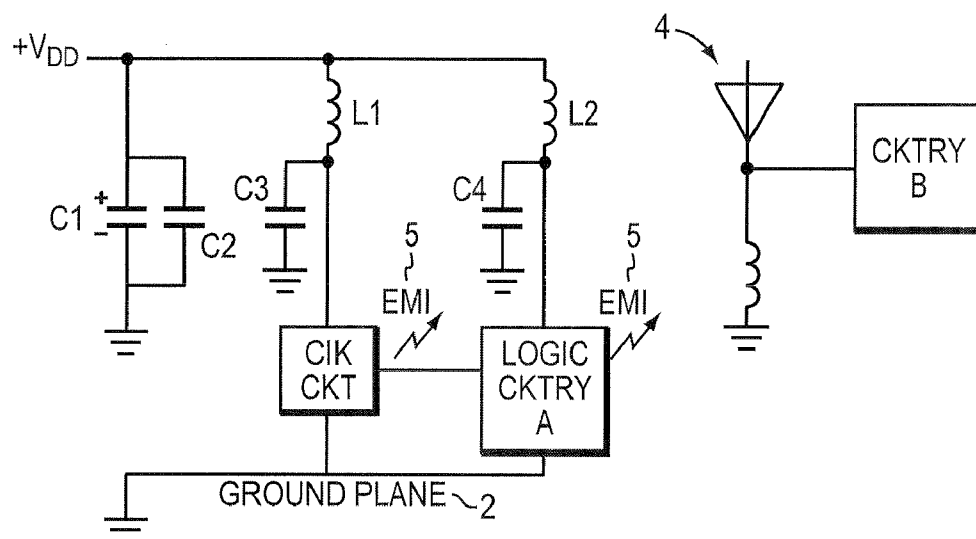 +VDD
4
L1
L2
CKTRY
B
C3
C4
+
C1
−
C2
5
5
EMI
EMI
CIK
CKT
LOGIC
CKTRY
A
GROUND PLANE
2